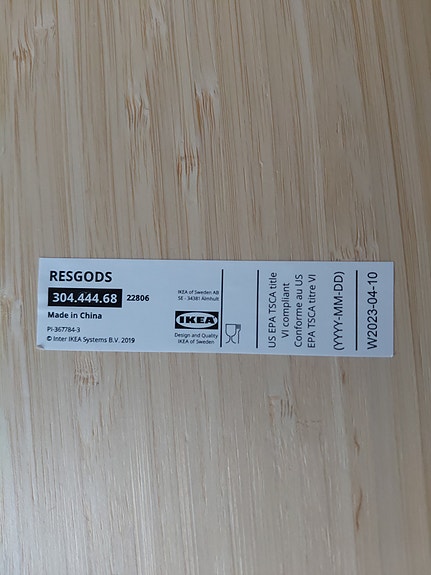 RESGODS
304.444.68 22806
Made in China
PI-367784-3
© Inter IKEA Systems B.V. 2019
IKEA of Sweden AB
SE - 34381 Älmhult
IKEA
Design and Quality
IKEA of Sweden
US EPA TSCA title
VI compliant
Conforme au US
EPA TSCA titre VI
(YYYY-MM-DD)
W2023-04-10